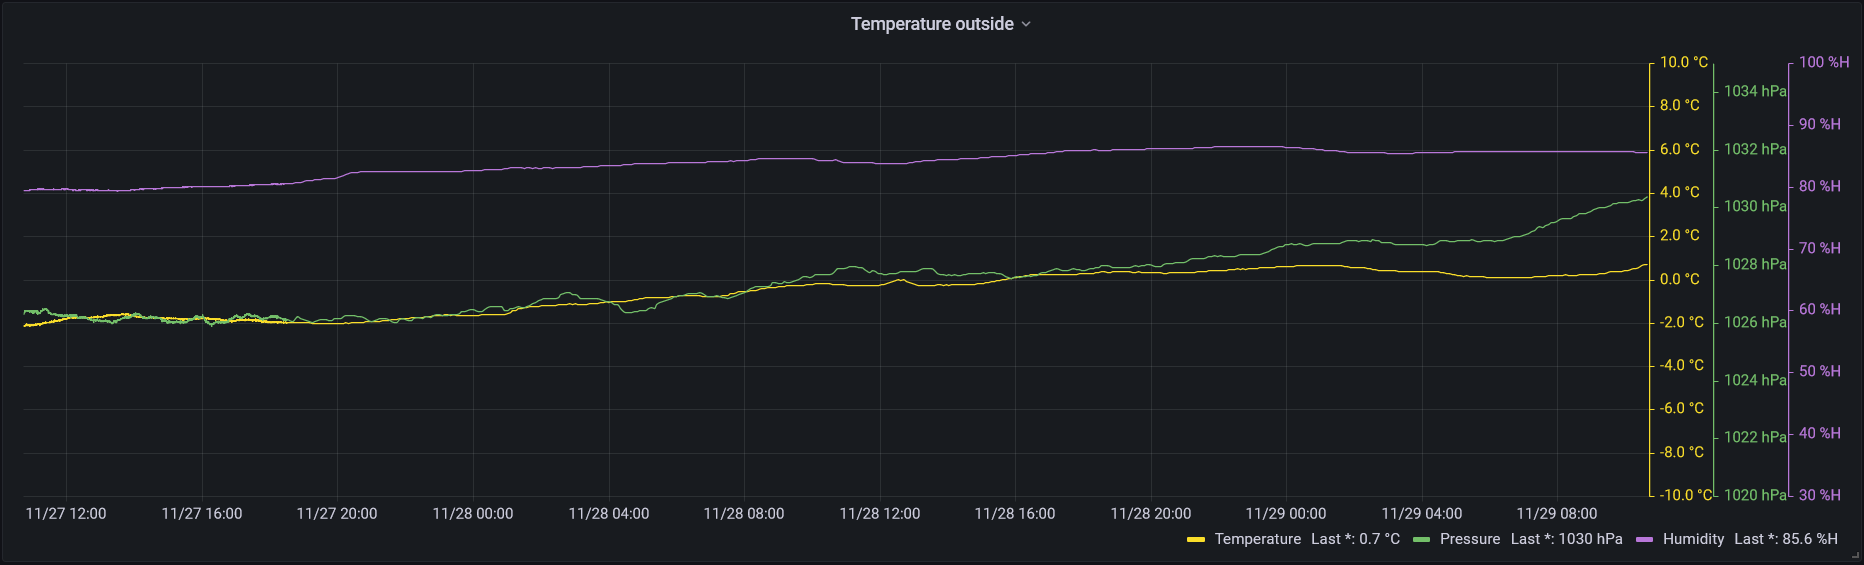 Temperature outside
10.0 °C
8.0 °C
6.0 °C
4.0 °C
2.0 °C
0.0 °C
-2.0 °C
-4.0 °C
-6.0 °C
-8.0 °C
-10.0 °C
1034 hPa
1032 hPa
1030 hPa
1028 hPa
1026 hPa
1024 hPa
1022 hPa
1020 hPa
100 %H
90 %H
80 %H
70 %H
60 %H
50 %H
40 %H
30 %H
11/27 12:00 11/27 16:00 11/27 20:00 11/28 00:00 11/28 04:00 11/28 08:00 11/28 12:00 11/28 16:00 11/28 20:00 11/29 00:00 11/29 04:00 11/29 08:00
Temperature Last *: 0.7 °C Pressure Last *: 1030 hPa Humidity Last *: 85.6 %H